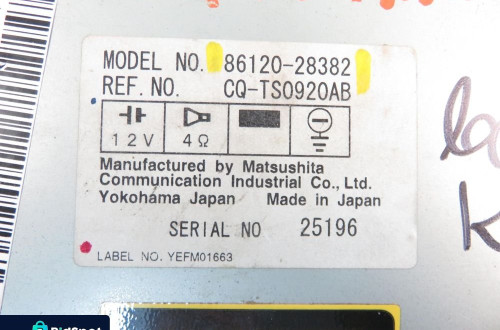 MODEL NO. 86120-28382
REF. NO. CQ-TS0920AB
12V 4Ω
Manufactured by Matsushita
Communication Industrial Co., Ltd.
Yokohama Japan Made in Japan
SERIAL NO 25196
LABEL NO. YEFM01663
BidSpot